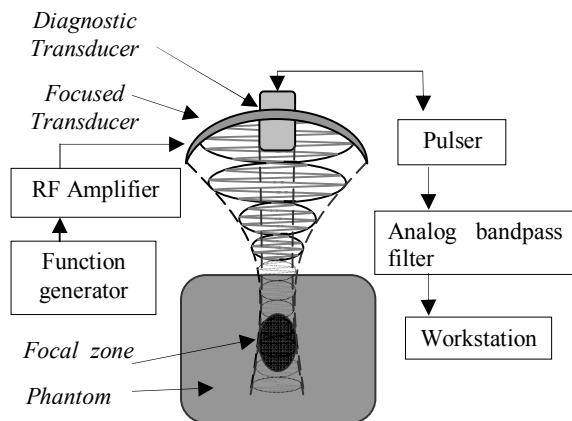 Diagnostic
Transducer
Focused
Transducer
RF Amplifier
Function
generator
Focal zone
Phantom
Pulser
Analog bandpass
filter
Workstation